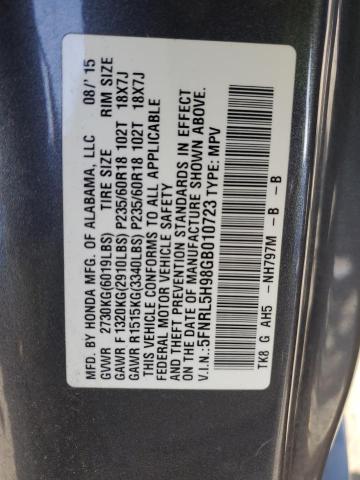 MFD. BY HONDA MFG. OF ALABAMA, LLC 08/'15
GVWR 2730KG(6019LBS) TIRE SIZE RIM SIZE
GAWR F 1320KG(2910LBS) P235/60R18 102T 18X7J
GAWR R1515KG(3340LBS) P235/60R18 102T 18X7J
THIS VEHICLE CONFORMS TO ALL APPLICABLE
FEDERAL MOTOR VEHICLE SAFETY
AND THEFT PREVENTION STANDARDS IN EFFECT
ON THE DATE OF MANUFACTURE SHOWN ABOVE.
V.I.N.:5FNRL5H98GB010723 TYPE: MPV
TK8 G AH5 -NH797M -B -B